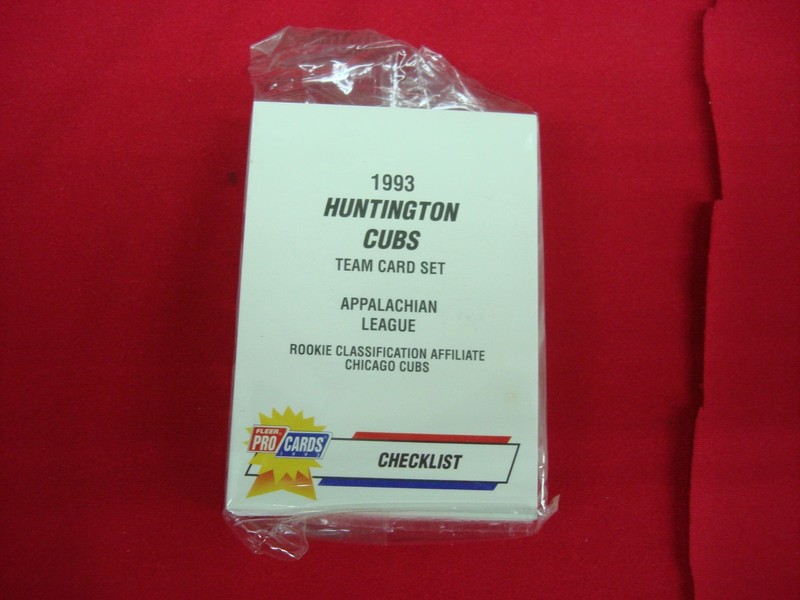 1993
HUNTINGTON
CUBS
TEAM CARD SET
APPALACHIAN
LEAGUE
ROOKIE CLASSIFICATION AFFILIATE
CHICAGO CUBS
FLEER
PRO CARDS
CHECKLIST